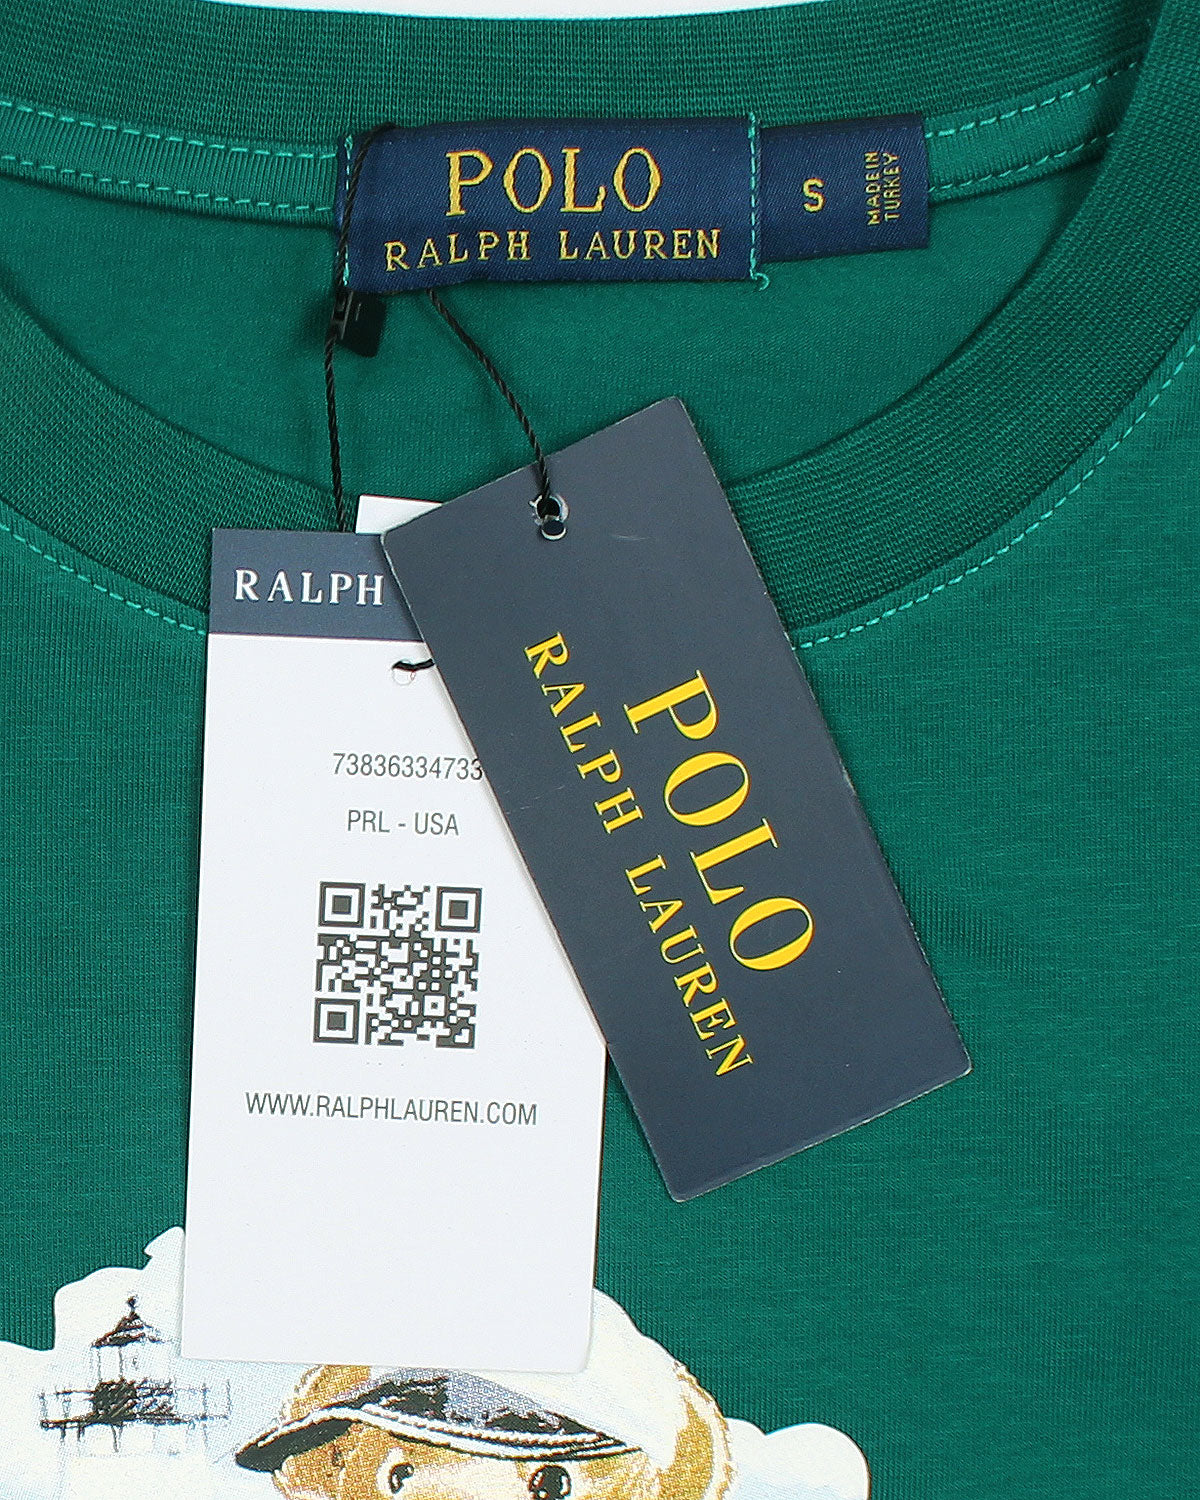 POLO
RALPH LAUREN
S
MADE IN
TURKEY
RALPH
73836334733
PRL - USA
WWW.RALPHLAUREN.COM
POLO
RALPH LAUREN